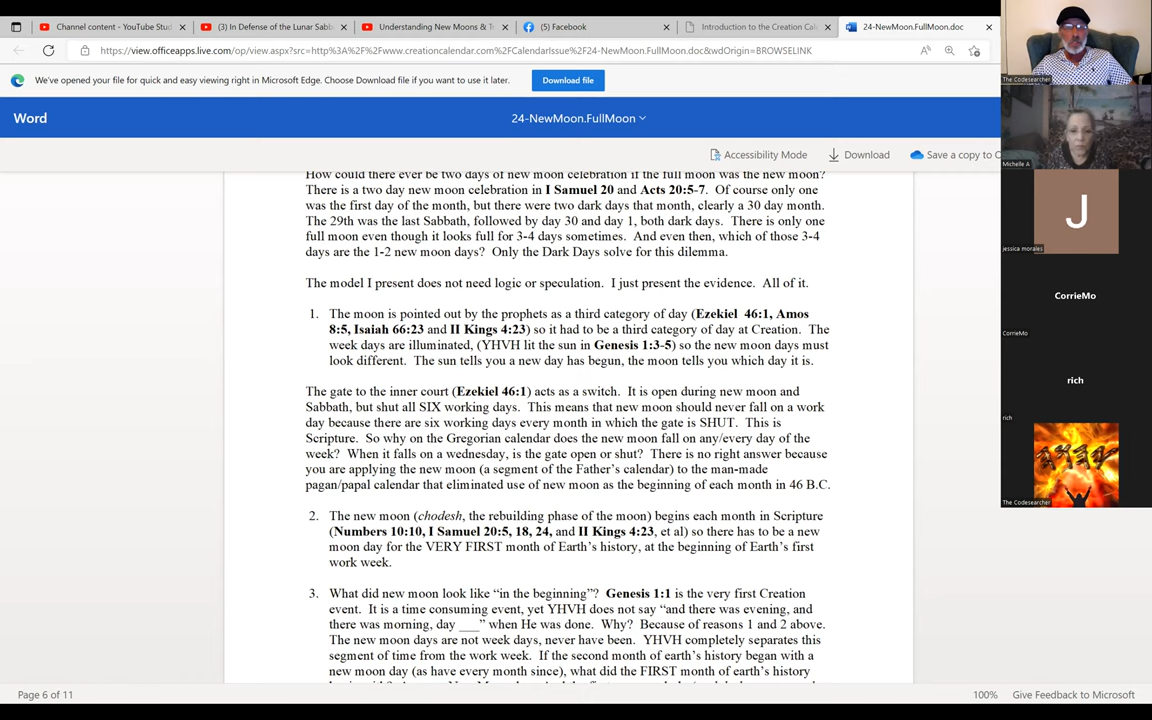 Channel content - YouTube Stud
(3) In Defense of the Lunar Sabb
Understanding New Moons & T
(5) Facebook
Introduction to the Creation Cal
24-NewMoon.FullMoon.doc
https://view.officeapps.live.com/op/view.aspx?src=http%3A%2F%2Fwww.creationcalendar.com%2FCalendarIssue%2F24-NewMoon.FullMoon.doc&wdOrigin=BROWSELINK
We've opened your file for quick and easy viewing right in Microsoft Edge. Choose Download file if you want to use it later.
Download file
Word
24-NewMoon.FullMoon
Accessibility Mode
Download
Save a copy to O
How could there ever be two days of new moon celebration if the full moon was the new moon?
There is a two day new moon celebration in I Samuel 20 and Acts 20:5-7. Of course only one
was the first day of the month, but there were two dark days that month, clearly a 30 day month.
The 29th was the last Sabbath, followed by day 30 and day 1, both dark days. There is only one
full moon even though it looks full for 3-4 days sometimes. And even then, which of those 3-4
days are the 1-2 new moon days? Only the Dark Days solve for this dilemma.
The model I present does not need logic or speculation. I just present the evidence. All of it.
1. The moon is pointed out by the prophets as a third category of day (Ezekiel 46:1, Amos
8:5, Isaiah 66:23 and II Kings 4:23) so it had to be a third category of day at Creation. The
week days are illuminated, (YHVH lit the sun in Genesis 1:3-5) so the new moon days must
look different. The sun tells you a new day has begun, the moon tells you which day it is.
The gate to the inner court (Ezekiel 46:1) acts as a switch. It is open during new moon and
Sabbath, but shut all SIX working days. This means that new moon should never fall on a work
day because there are six working days every month in which the gate is SHUT. This is
Scripture. So why on the Gregorian calendar does the new moon fall on any/every day of the
week? When it falls on a wednesday, is the gate open or shut? There is no right answer because
you are applying the new moon (a segment of the Father's calendar) to the man-made
pagan/papal calendar that eliminated use of new moon as the beginning of each month in 46 B.C.
2. The new moon (chodesh, the rebuilding phase of the moon) begins each month in Scripture
(Numbers 10:10, I Samuel 20:5, 18, 24, and II Kings 4:23, et al) so there has to be a new
moon day for the VERY FIRST month of Earth's history, at the beginning of Earth's first
work week.
3. What did new moon look like "in the beginning"? Genesis 1:1 is the very first Creation
event. It is a time consuming event, yet YHVH does not say "and there was evening, and
there was morning, day ___" when He was done. Why? Because of reasons 1 and 2 above.
The new moon days are not week days, never have been. YHVH completely separates this
segment of time from the work week. If the second month of earth's history began with a
new moon day (as have every month since), what did the FIRST month of earth's history
Page 6 of 11
100%
Give Feedback to Microsoft
The Codesearcher
Michelle A
J
jessica morales
CorrieMo
CorrieMo
rich
rich
The Codesearcher